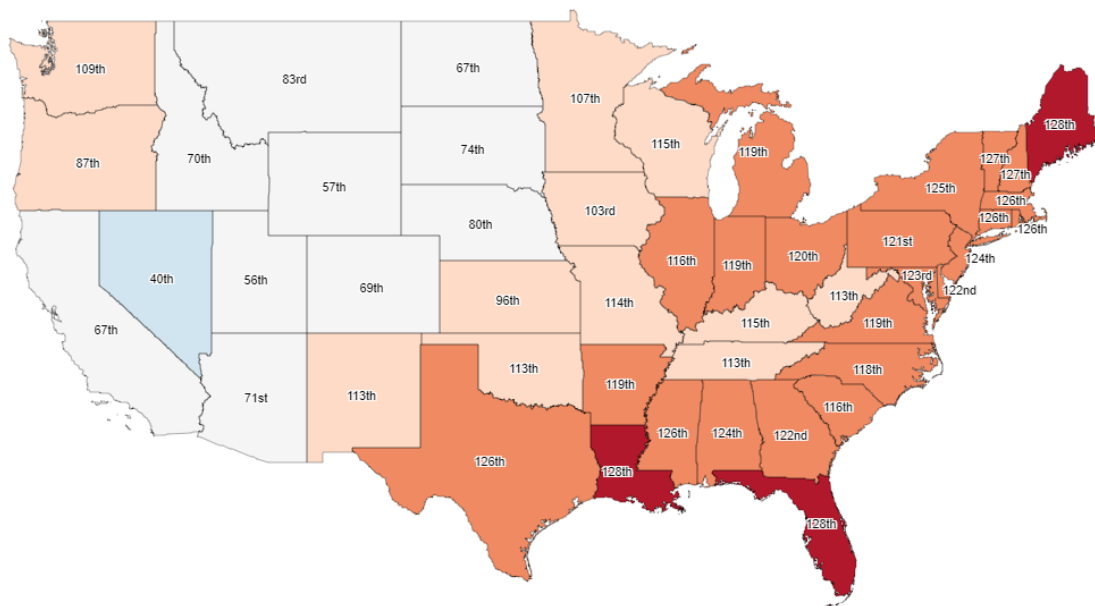 67th
128th
109th
83rd
107th
74th
115th
119th
127th
87th
70th
127th
57th
125th
126th
103rd
126th
126th
80th
121st
124th
116th
119th
120th
123rd
40th
56th
69th
122nd
113th
96th
114th
119th
115th
67th
118th
113th
113th
71st
113th
119th
116th
126th
124th
122nd
126th
128th
128th